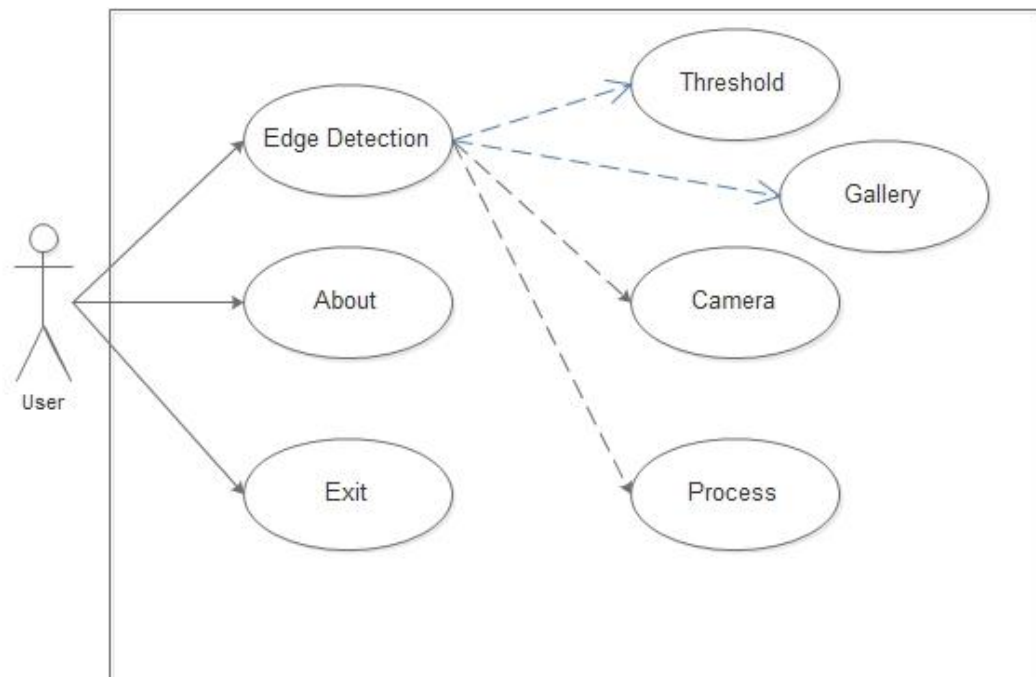 Threshold
Edge Detection
Gallery
About
Camera
User
Exit
Process